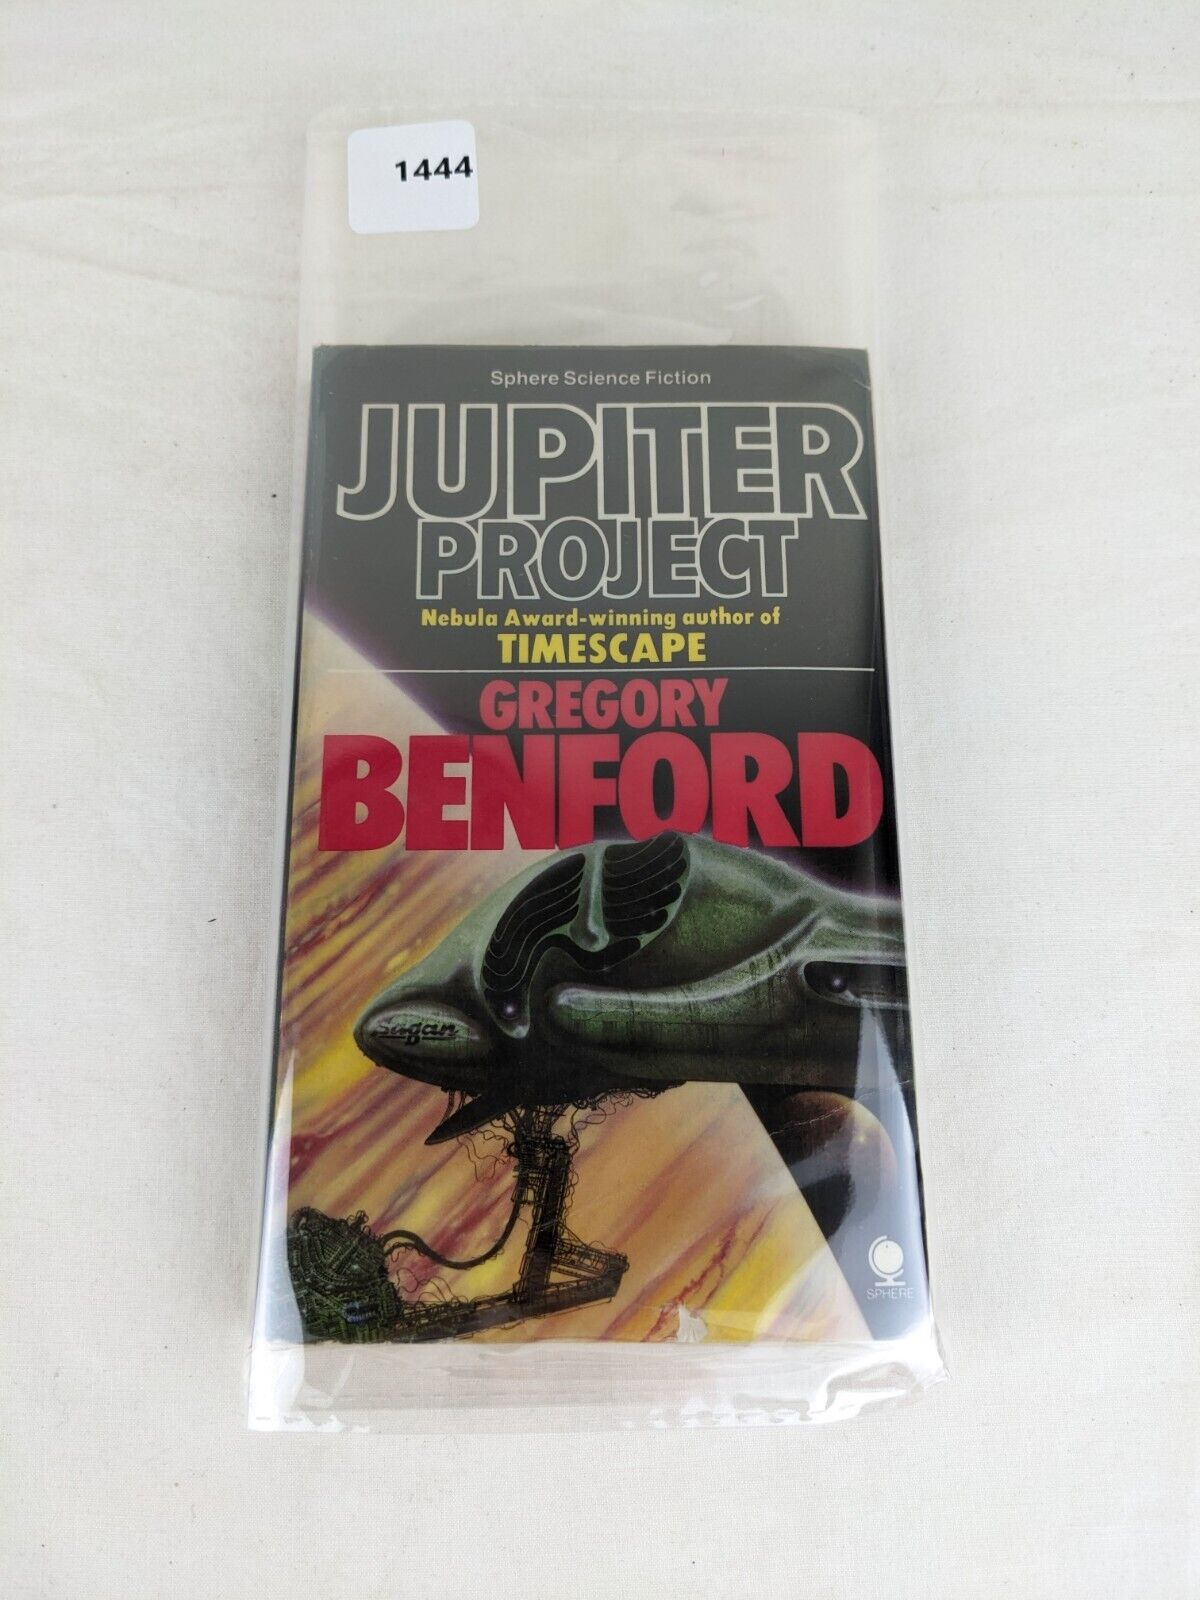 1444
Sphere Science Fiction
JUPITER
PROJECT
Nebula Award-winning author of
TIMESCAPE
GREGORY
BENFORD
Sagan
SPHERE